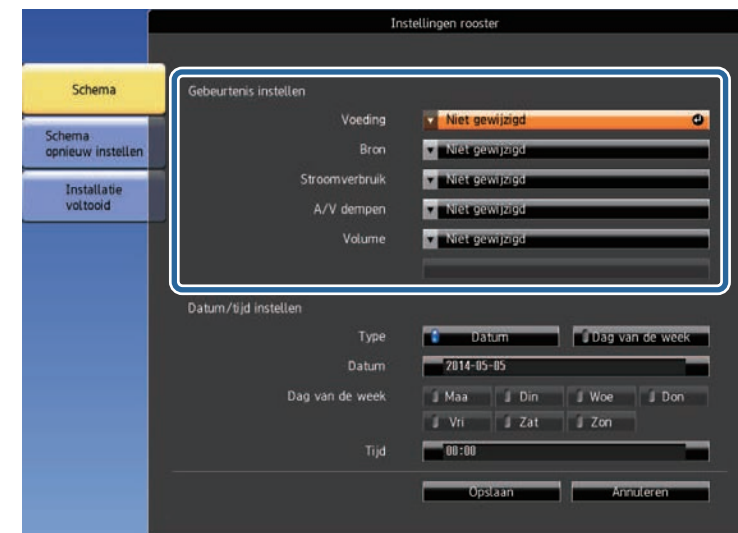 Instellingen rooster
Schema
Schema
opnieuw instellen
Installatie
voltooid
Gebeurtenis instellen
Voeding Niet gewijzigd
Bron Niet gewijzigd
Stroomverbruik Niet gewijzigd
A/V dempen Niet gewijzigd
Volume Niet gewijzigd
Datum/tijd instellen
Type Datum Dag van de week
Datum 2014-05-05
Dag van de week Maa Din Woe Don
Vri Zat Zon
Tijd 00:00
Opslaan Annuleren